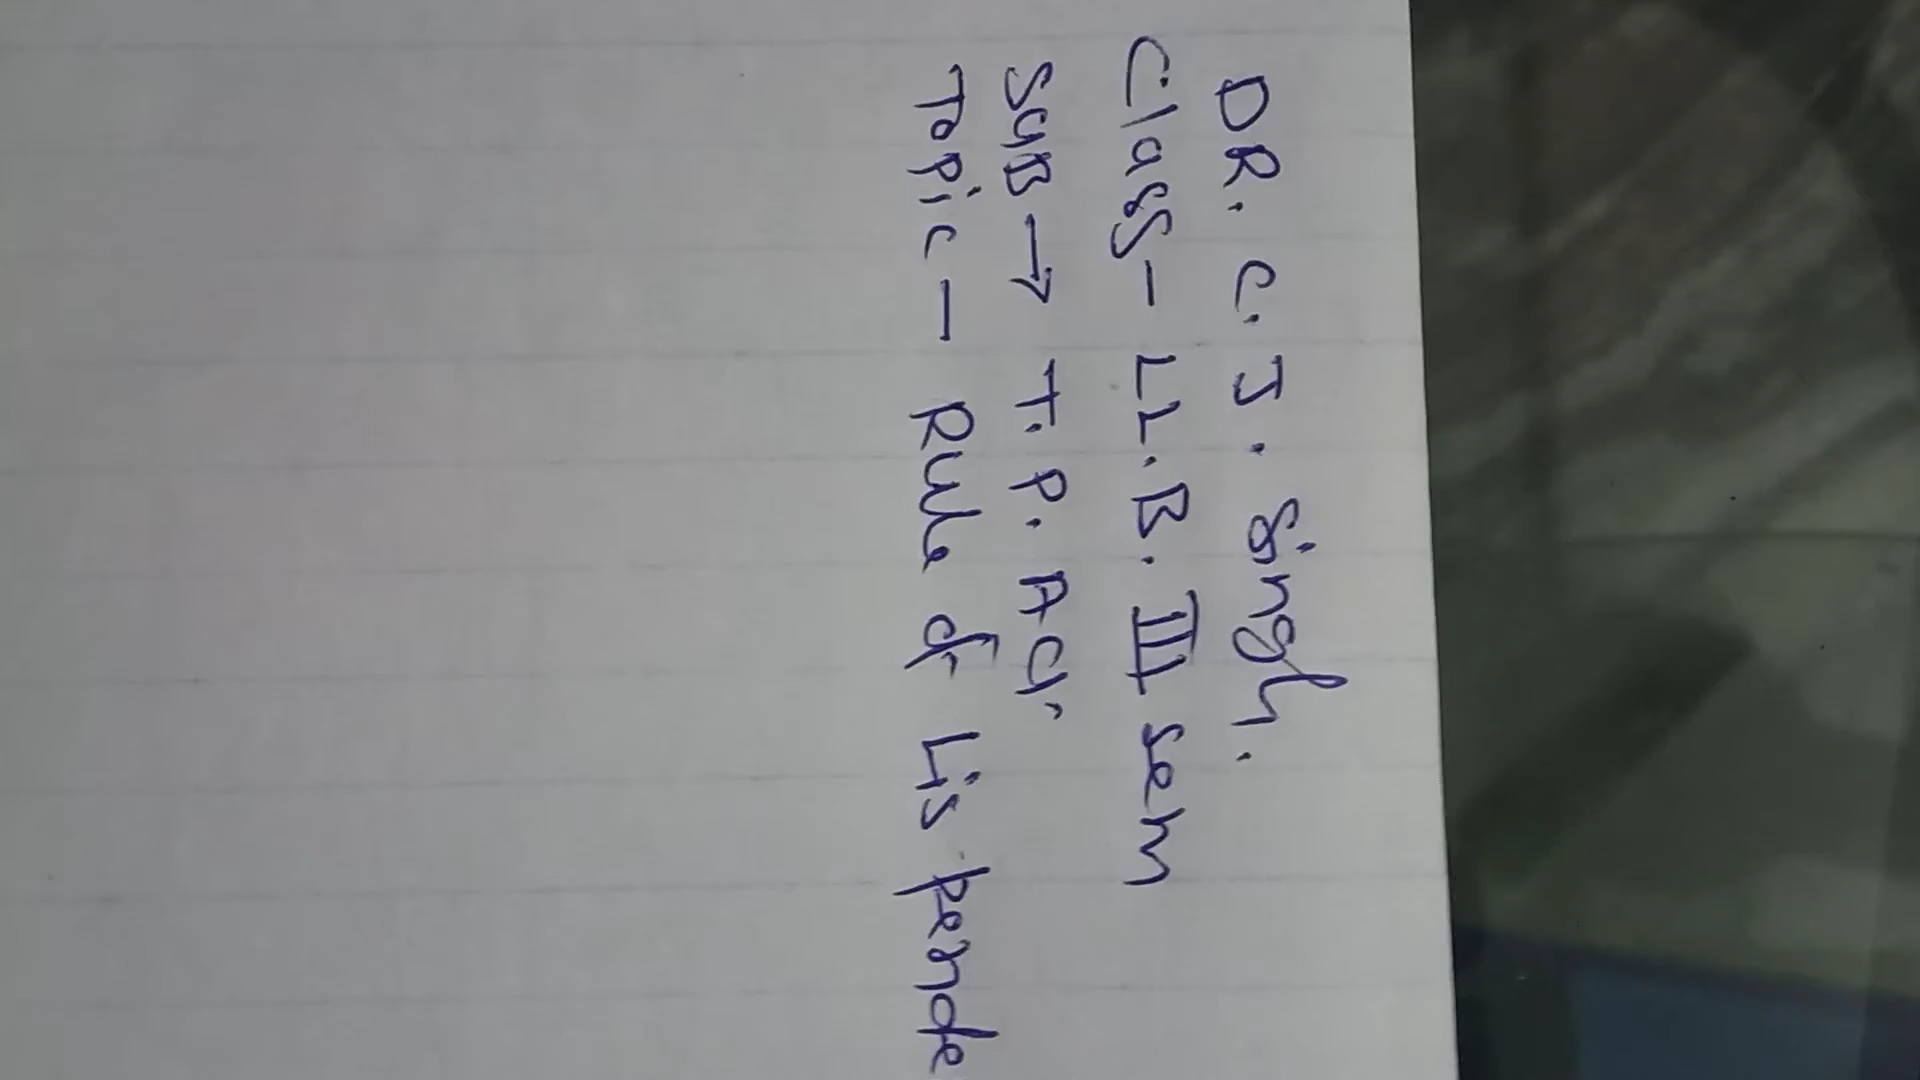 DR. C. J. Singh.
Class - LL.B. III Sem
SUB → T. P. Act
Topic - Rule of Lis pende